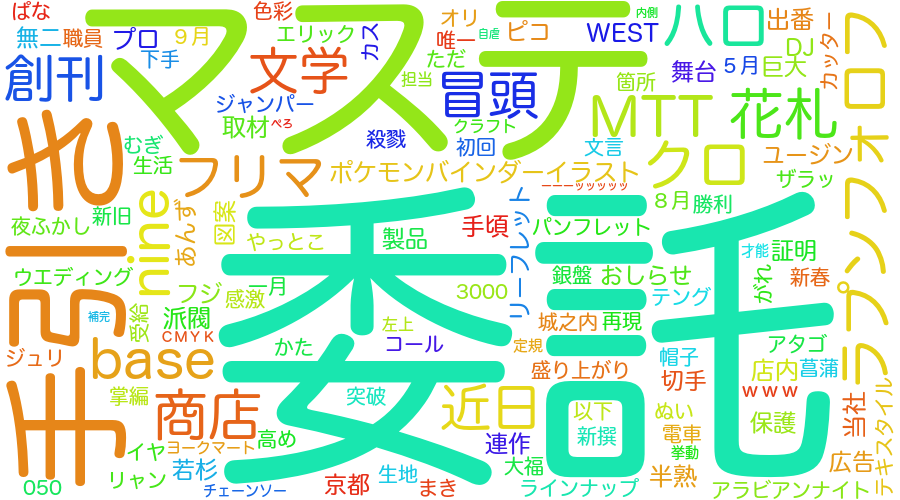 ぱな
無二
職員
プロ
９月
下手
色彩
エリック
カス
オリ
唯一
ただ
担当
自虐
ピコ
内側
WEST
ハロ
出番
DJ
５月
巨大
カッター
舞台
箇所
創刊
マステ
文学
ジャンパー
取材
ぺろ
殺戮
冒頭
クラフト
初回
MTT
文言
花札
クロ
ユージン
ザラッ
プランフォロフ
手引き
むぎ
生活
フリマ
ポケモンバインダーイラスト
ーーーッッッッッ
８月
勝利
夜ふかし
新旧
nine
あんず
図案
やっとこ
製品
手頃
リーフレット
パンフレット
才能
証明
ウエディング
フジ
感激
一月
3000
銀盤
おしらせ
テング
がれ
新春
補完
受給
派閥
CMYK
左上
城之内
再現
ジュリ
base
かた
コール
定規
盛り上がり
帽子
アタゴ
店内
菖蒲
切手
ｗｗｗ
掌編
商店
委託
突破
近日
以下
新撰
ぬい
電車
挙動
保護
当社
テキスタイル
イヤ
ヨークマート
高め
連作
大福
半熟
広告
050
リャン
若杉
チェーンソー
京都
生地
まき
ラインナップ
アラビアンナイト